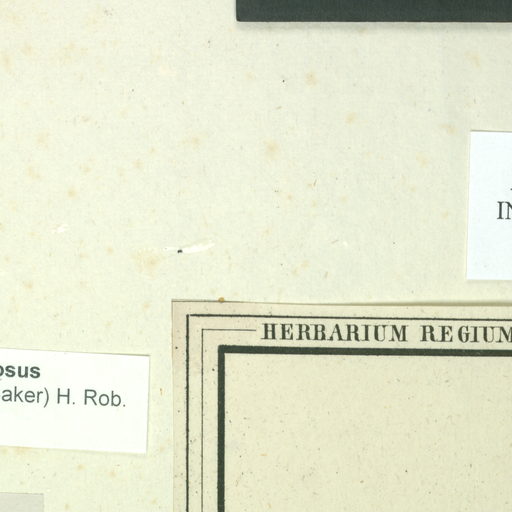 IN
HERBARIUM REGIUM
osus
aker) H. Rob.